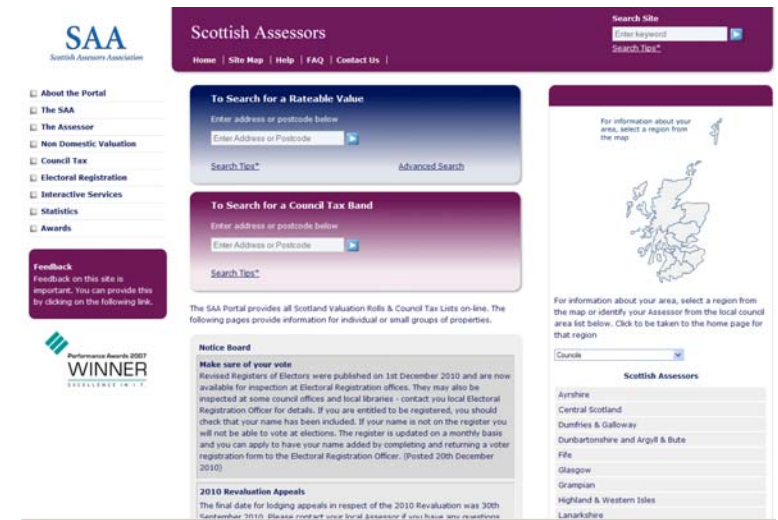 SAA
Scottish Assessors Association
Scottish Assessors
Home | Site Map | Help | FAQ | Contact Us |
Search Site
Enter keyword
Search Tips*
About the Portal
The SAA
The Assessor
Non Domestic Valuation
Council Tax
Electoral Registration
Interactive Services
Statistics
Awards
Feedback
Feedback on this site is
important. You can provide this
by clicking on the following link.
Performance Awards 2007
WINNER
EXCELLENCE IN I.T.
To Search for a Rateable Value
Enter address or postcode below
Enter Address or Postcode
Search Tips*
Advanced Search
To Search for a Council Tax Band
Enter address or postcode below
Enter Address or Postcode
Search Tips*
The SAA Portal provides all Scotland Valuation Rolls & Council Tax Lists on-line. The
following pages provide information for individual or small groups of properties.
Notice Board
Make sure of your vote
Revised Registers of Electors were published on 1st December 2010 and are now
available for inspection at Electoral Registration offices. They may also be
inspected at some council offices and local libraries - contact you local Electoral
Registration Officer for details. If you are entitled to be registered, you should
check that your name has been included. If your name is not on the register you
will not be able to vote at elections. The register is updated on a monthly basis
and you can apply to have your name added by completing and returning a voter
registration form to the Electoral Registration Officer. (Posted 20th December
2010)
2010 Revaluation Appeals
The final date for lodging appeals in respect of the 2010 Revaluation was 30th
September 2010. Please contact your local Assessor if you have any questions
For information about your
area, select a region from
the map
For information about your area, select a region from
the map or identify your Assessor from the local council
area list below. Click to be taken to the home page for
that region
Councils
Scottish Assessors
Ayrshire
Central Scotland
Dumfries & Galloway
Dunbartonshire and Argyll & Bute
Fife
Glasgow
Grampian
Highland & Western Isles
Lanarkshire